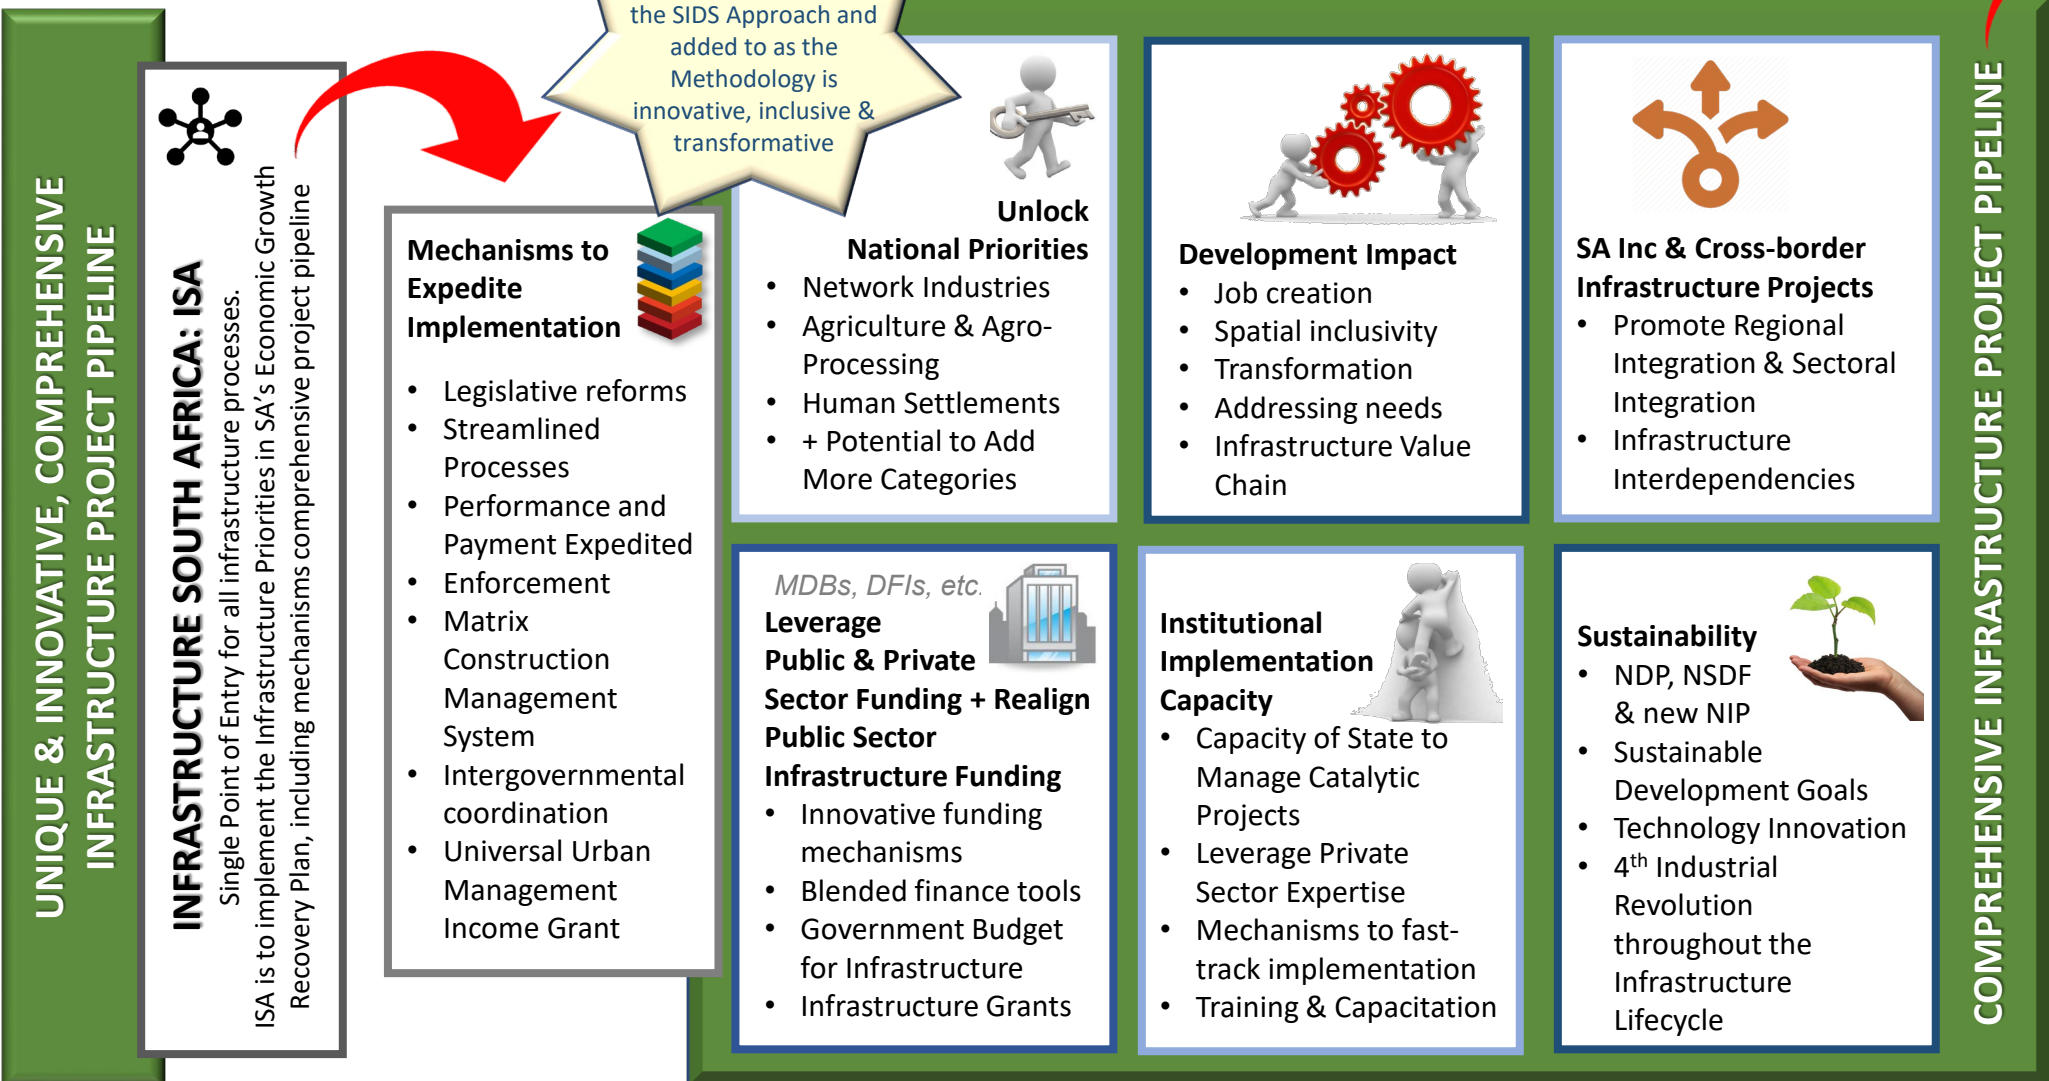 UNIQUE & INNOVATIVE, COMPREHENSIVE
INFRASTRUCTURE PROJECT PIPELINE
INFRASTRUCTURE SOUTH AFRICA: ISA
Single Point of Entry for all infrastructure processes.
ISA is to implement the Infrastructure Priorities in SA’s Economic Growth
Recovery Plan, including mechanisms comprehensive project pipeline
the SIDS Approach and
added to as the
Methodology is
innovative, inclusive &
transformative
Mechanisms to
Expedite
Implementation
• Legislative reforms
• Streamlined
Processes
• Performance and
Payment Expedited
• Enforcement
• Matrix
Construction
Management
System
• Intergovernmental
coordination
• Universal Urban
Management
Income Grant
Unlock
National Priorities
• Network Industries
• Agriculture & Agro-
Processing
• Human Settlements
• + Potential to Add
More Categories
Development Impact
• Job creation
• Spatial inclusivity
• Transformation
• Addressing needs
• Infrastructure Value
Chain
SA Inc & Cross-border
Infrastructure Projects
• Promote Regional
Integration & Sectoral
Integration
• Infrastructure
Interdependencies
MDBs, DFIs, etc.
Leverage
Public & Private
Sector Funding + Realign
Public Sector
Infrastructure Funding
• Innovative funding
mechanisms
• Blended finance tools
• Government Budget
for Infrastructure
• Infrastructure Grants
Institutional
Implementation
Capacity
• Capacity of State to
Manage Catalytic
Projects
• Leverage Private
Sector Expertise
• Mechanisms to fast-
track implementation
• Training & Capacitation
Sustainability
• NDP, NSDF
& new NIP
• Sustainable
Development Goals
• Technology Innovation
• 4th Industrial
Revolution
throughout the
Infrastructure
Lifecycle
COMPREHENSIVE INFRASTRUCTURE PROJECT PIPELINE